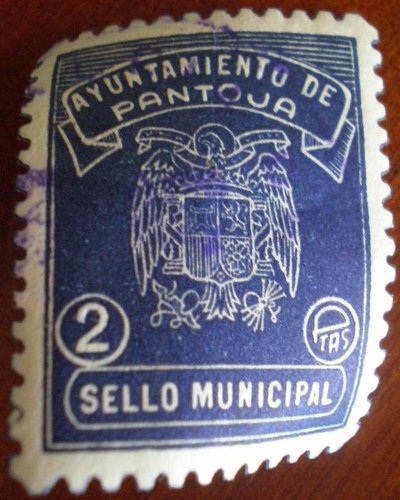 AYUNTAMIENTO DE
PANTOJA
2
PTAS
SELLO MUNICIPAL